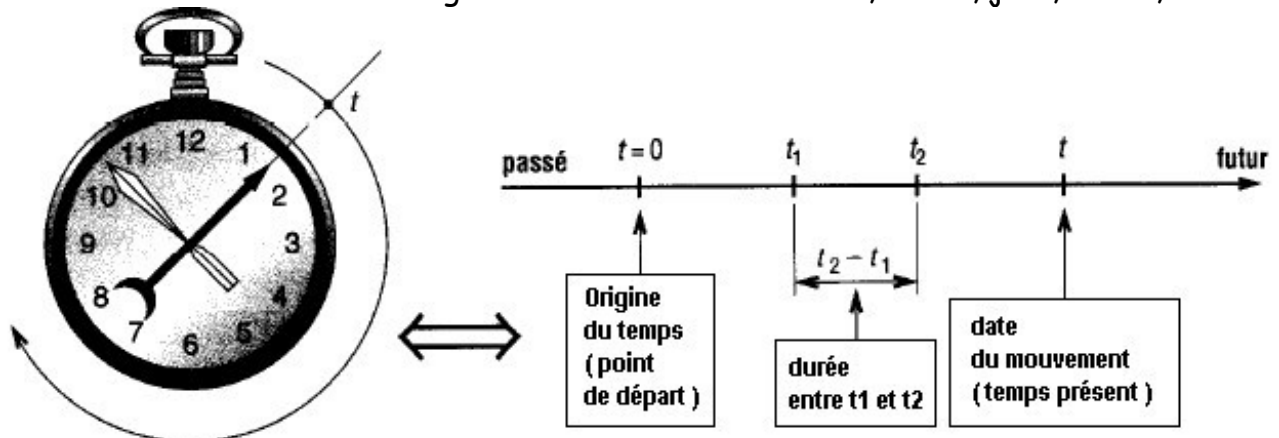 12
11
1
10
2
9
3
8
4
7
5
6
t
passé
t = 0
t₁
t₂
t
futur
t₂ − t₁
Origine
du temps
( point
de départ )
durée
entre t1 et t2
date
du mouvement
( temps présent )